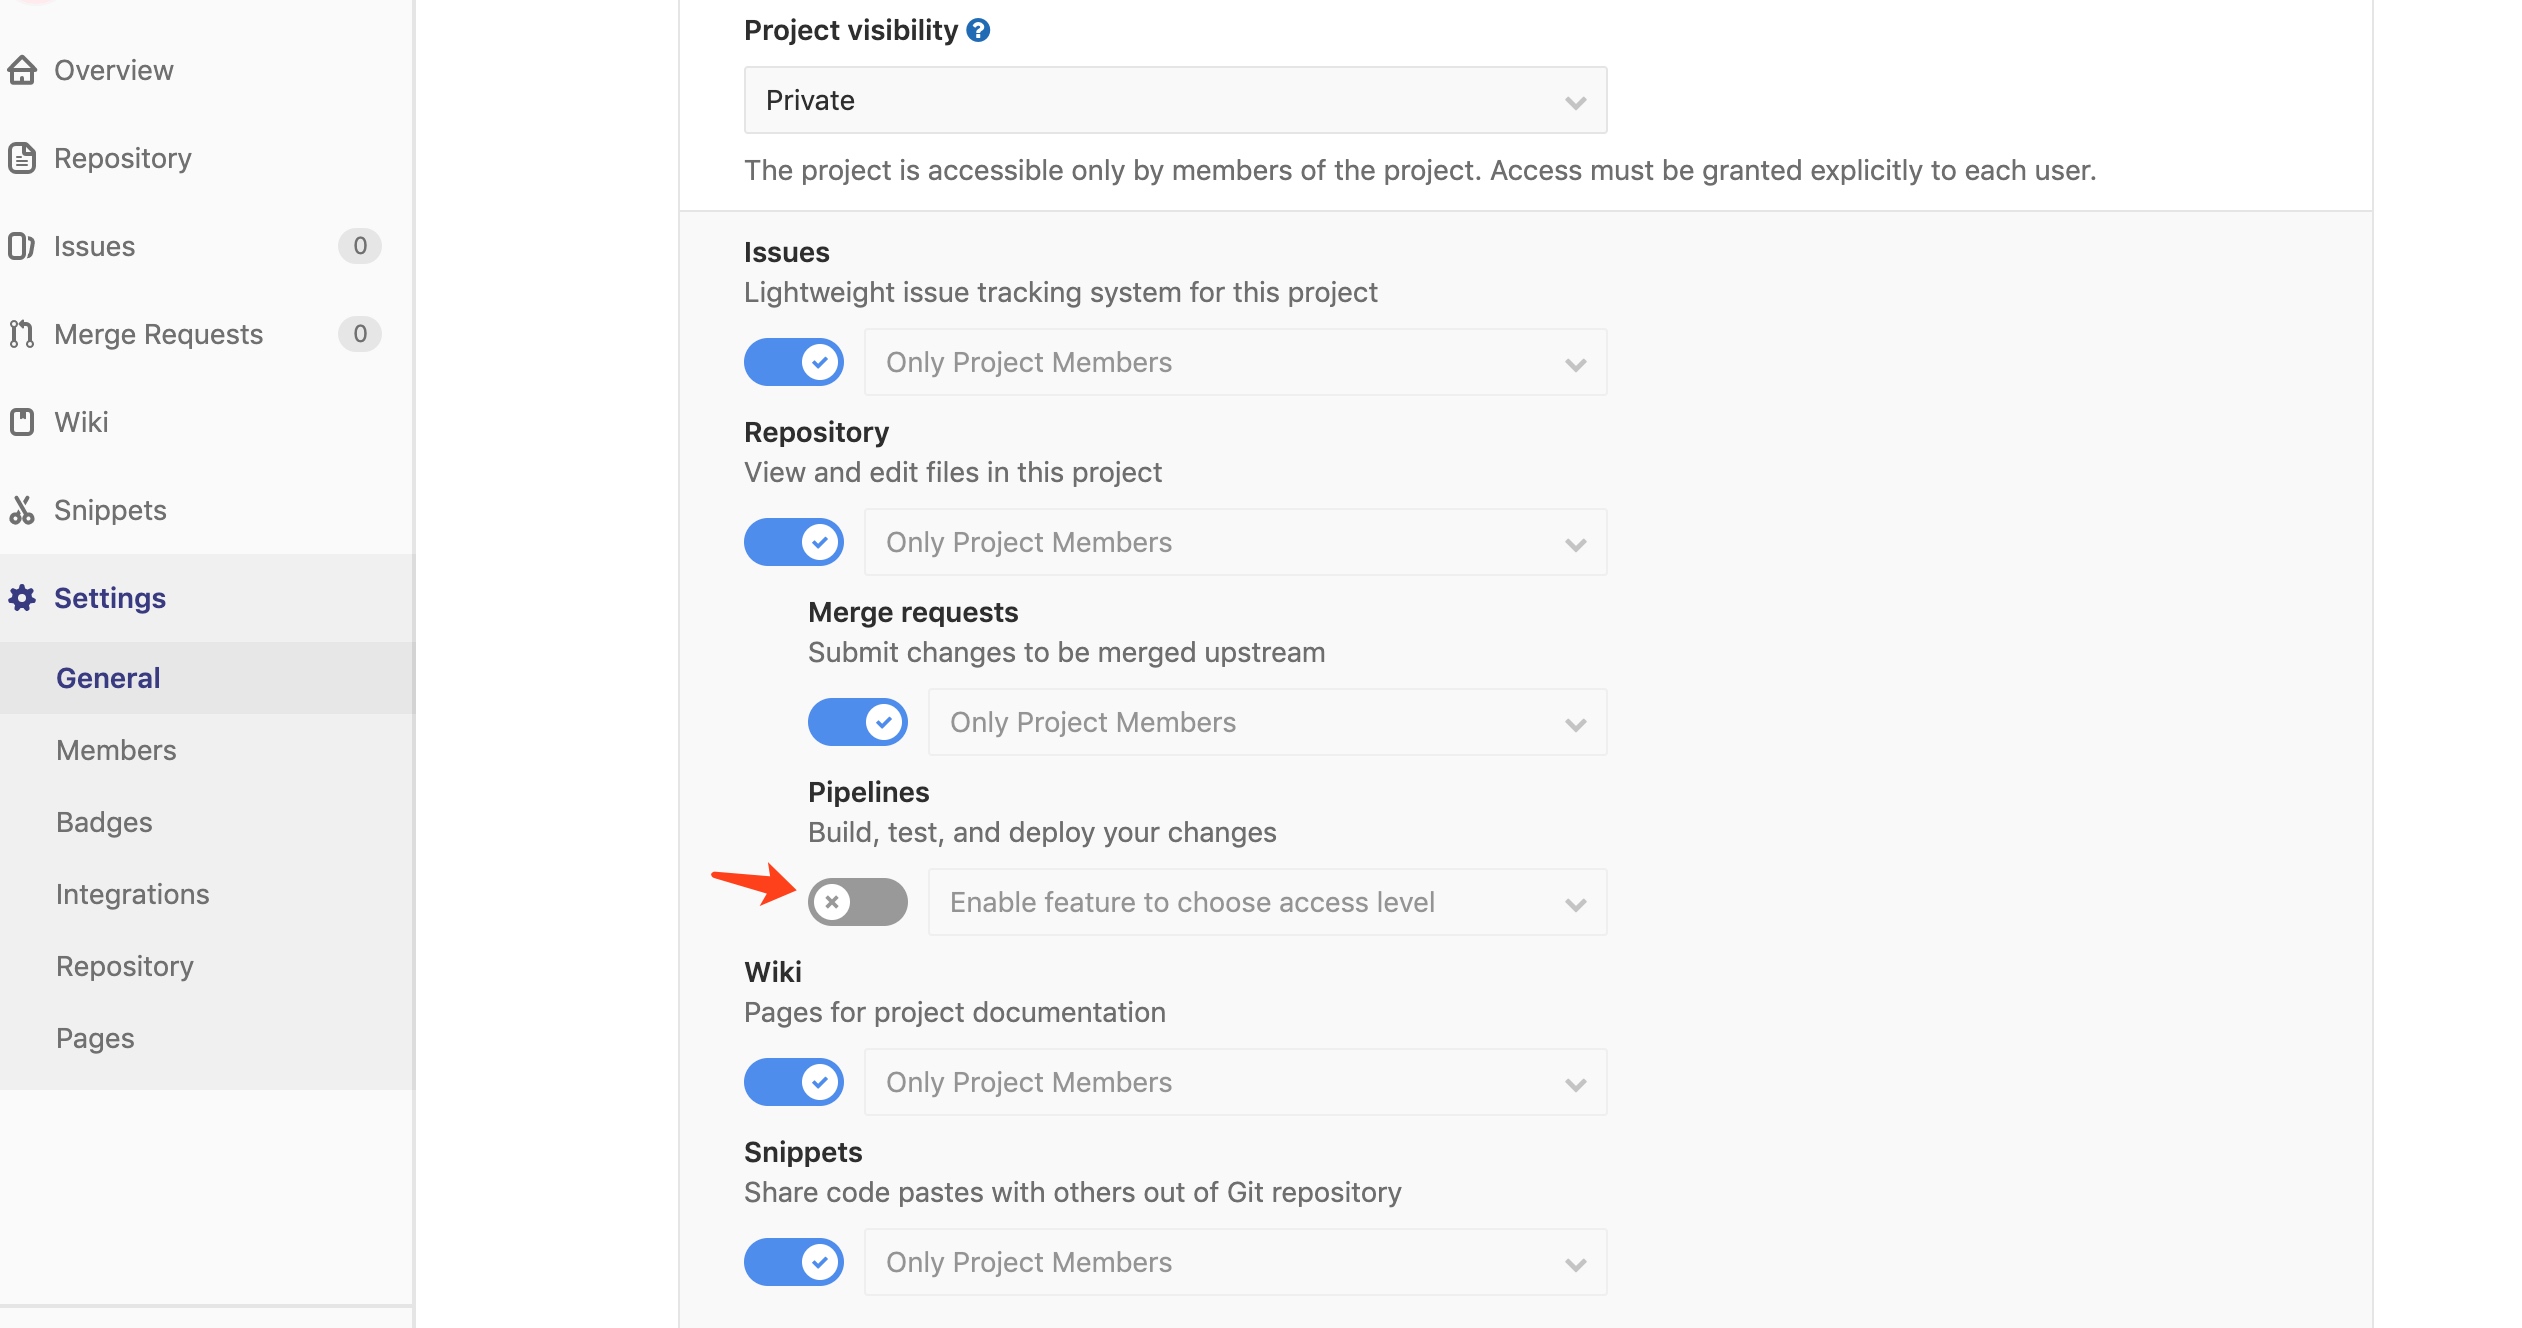 Overview
Repository
Issues 0
Merge Requests 0
Wiki
Snippets
Settings
General
Members
Badges
Integrations
Repository
Pages
Project visibility ?
Private
The project is accessible only by members of the project. Access must be granted explicitly to each user.
Issues
Lightweight issue tracking system for this project
Only Project Members
Repository
View and edit files in this project
Only Project Members
Merge requests
Submit changes to be merged upstream
Only Project Members
Pipelines
Build, test, and deploy your changes
Enable feature to choose access level
Wiki
Pages for project documentation
Only Project Members
Snippets
Share code pastes with others out of Git repository
Only Project Members